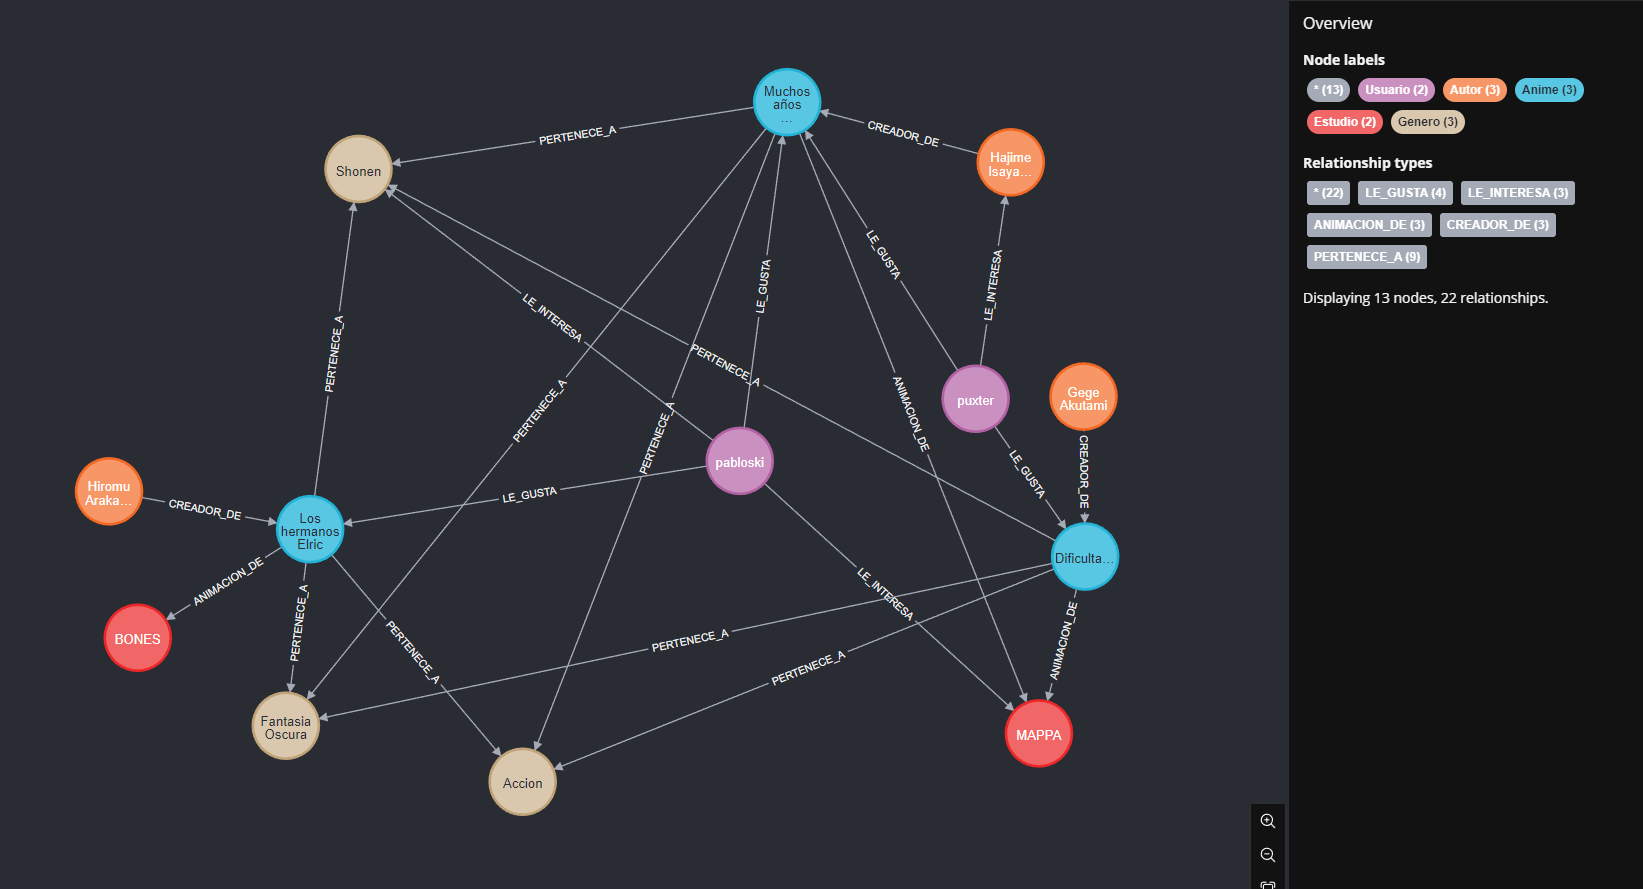 Muchos
años
...
PERTENECE_A
CREADOR_DE
Hajime
Isaya...
Shonen
LE_GUSTA
LE_GUSTA
LE_INTERESA
LE_INTERESA
PERTENECE_A
PERTENECE_A
PERTENECE_A
PERTENECE_A
ANIMACION_DE
puxter
Gege
Akutami
pabloski
LE_GUSTA
CREADOR_DE
Hiromu
Araka...
CREADOR_DE
LE_GUSTA
Los
hermanos
Elric
Dificulta...
ANIMACION_DE
LE_INTERESA
PERTENECE_A
PERTENECE_A
PERTENECE_A
PERTENECE_A
ANIMACION_DE
BONES
Fantasia
Oscura
MAPPA
Accion
Overview
Node labels
* (13) Usuario (2) Autor (3) Anime (3)
Estudio (2) Genero (3)
Relationship types
* (22) LE_GUSTA (4) LE_INTERESA (3)
ANIMACION_DE (3) CREADOR_DE (3)
PERTENECE_A (9)
Displaying 13 nodes, 22 relationships.